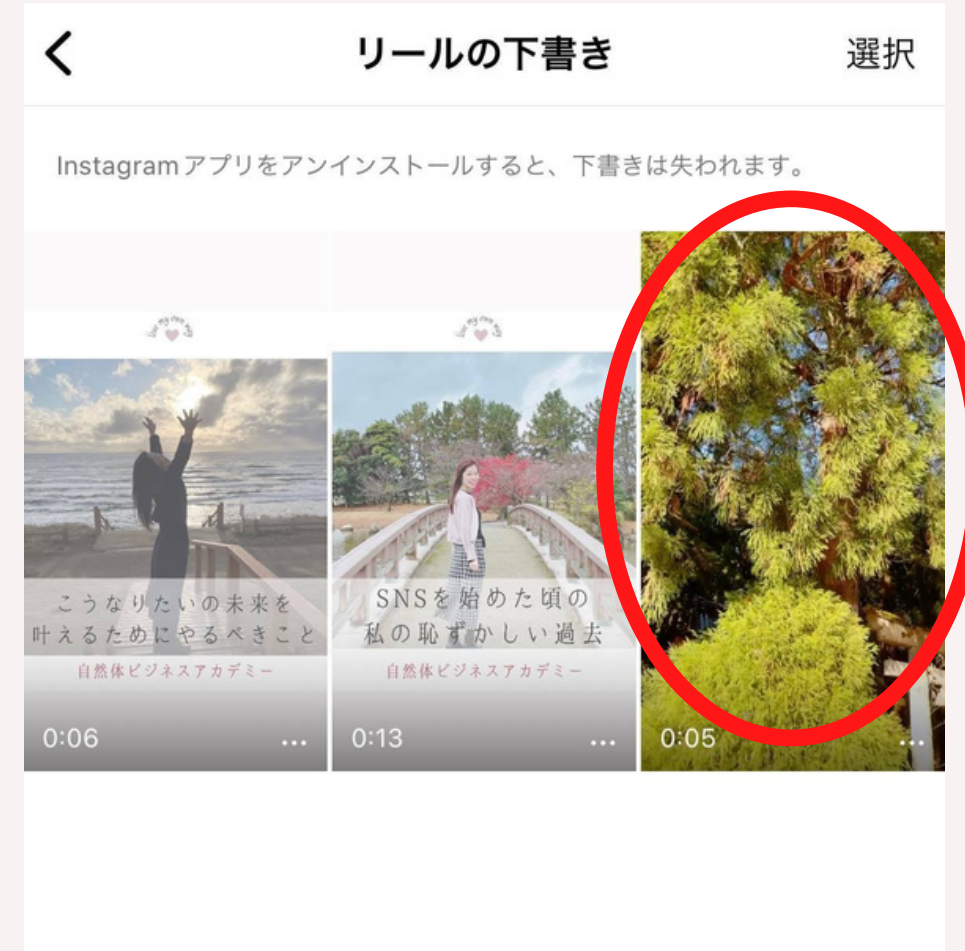 リールの下書き
選択
Instagramアプリをアンインストールすると、下書きは失われます。
こうなりたいの未来を
叶えるためにやるべきこと
自然体ビジネスアカデミー
0:06
SNSを始めた頃の
私の恥ずかしい過去
自然体ビジネスアカデミー
0:13
0:05